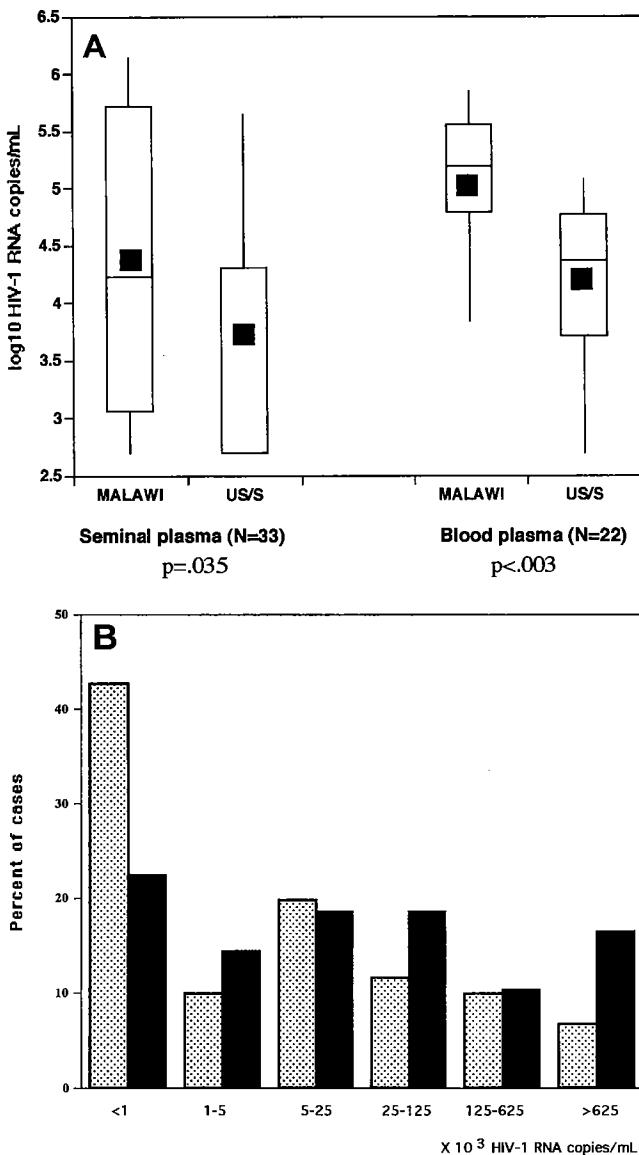 A
log10 HIV-1 RNA copies/mL
6.5
6
5.5
5
4.5
4
3.5
3
2.5
MALAWI US/S MALAWI US/S
Seminal plasma (N=33) Blood plasma (N=22)
p=.035 p<.003
B
Percent of cases
50
40
30
20
10
0
<1 1-5 5-25 25-125 125-625 >625
X 10 3 HIV-1 RNA copies/mL